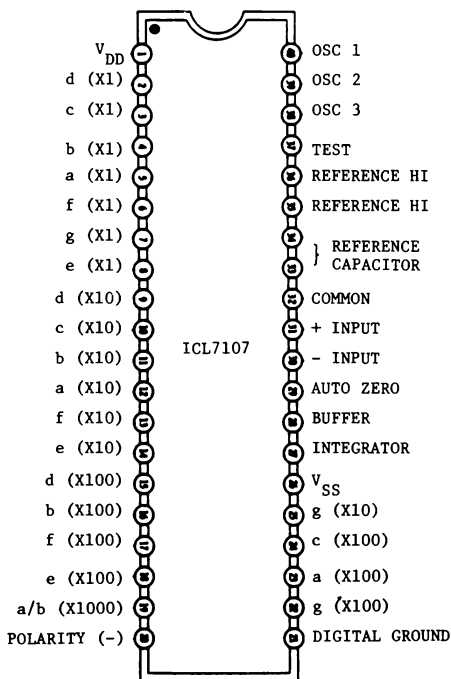 V DD
d (X1)
c (X1)
b (X1)
a (X1)
f (X1)
g (X1)
e (X1)
d (X10)
c (X10)
b (X10)
a (X10)
f (X10)
e (X10)
d (X100)
b (X100)
f (X100)
e (X100)
a/b (X1000)
POLARITY (-)
ICL7107
OSC 1
OSC 2
OSC 3
TEST
REFERENCE HI
REFERENCE HI
REFERENCE
CAPACITOR
COMMON
+ INPUT
- INPUT
AUTO ZERO
BUFFER
INTEGRATOR
V SS
g (X10)
c (X100)
a (X100)
g (X100)
DIGITAL GROUND